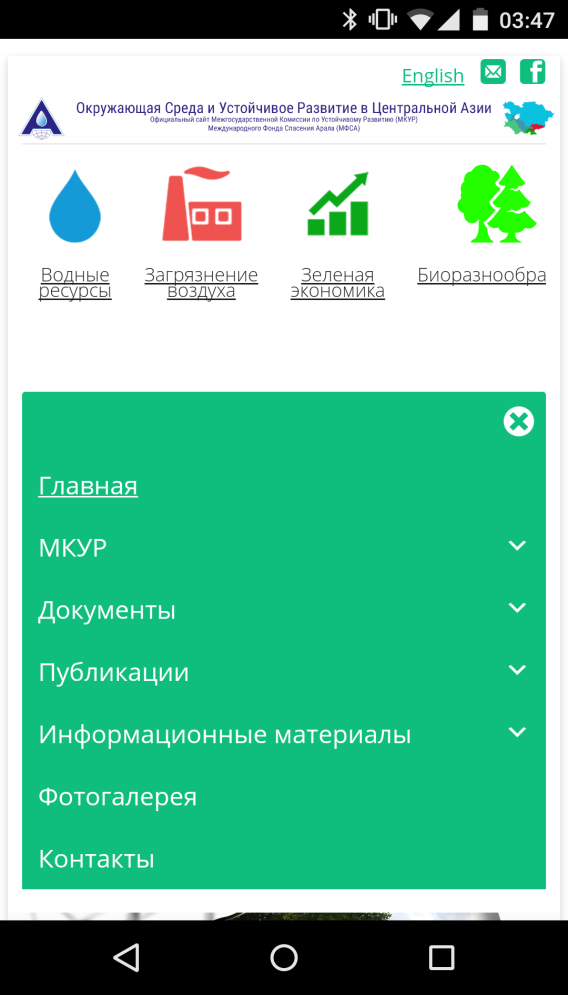 03:47
English
Окружающая Среда и Устойчивое Развитие в Центральной Азии
Официальный сайт Межгосударственной Комиссии по Устойчивому Развитию (МКУР)
Международного Фонда Спасения Арала (МФСА)
Водные
ресурсы
Загрязнение
воздуха
Зеленая
экономика
Биоразнообра
Главная
МКУР
Документы
Публикации
Информационные материалы
Фотогалерея
Контакты